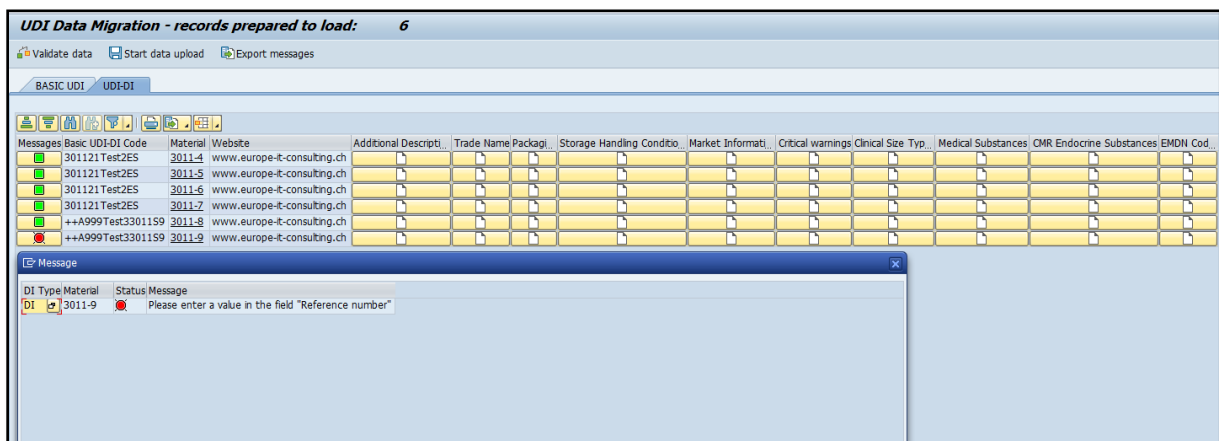 UDI Data Migration - records prepared to load: 6
Validate data Start data upload Export messages
BASIC UDI UDI-DI
Messages Basic UDI-DI Code Material Website Additional Descripti... Trade Name Packagi... Storage Handling Conditio... Market Informati... Critical warnings Clinical Size Typ... Medical Substances CMR Endocrine Substances EMDN Cod...
301121Test2ES 3011-4 www.europe-it-consulting.ch
301121Test2ES 3011-5 www.europe-it-consulting.ch
301121Test2ES 3011-6 www.europe-it-consulting.ch
301121Test2ES 3011-7 www.europe-it-consulting.ch
++A999Test33011S9 3011-8 www.europe-it-consulting.ch
++A999Test33011S9 3011-9 www.europe-it-consulting.ch
Message
DI Type Material Status Message
DI 3011-9 Please enter a value in the field "Reference number"